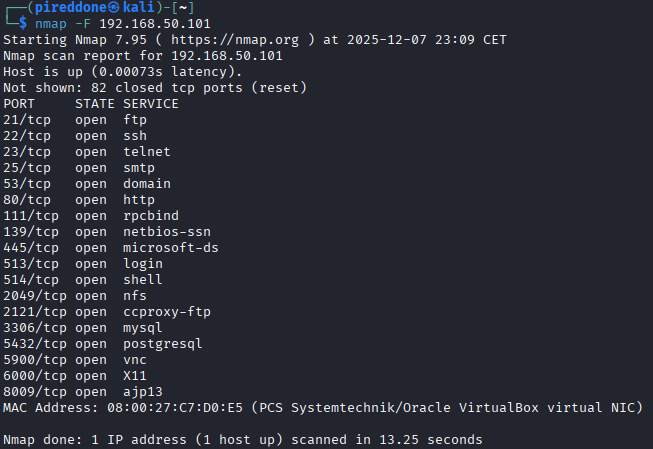 ┌──(pireddone㉿kali)-[~]
└─$ nmap -F 192.168.50.101
Starting Nmap 7.95 ( https://nmap.org ) at 2025-12-07 23:09 CET
Nmap scan report for 192.168.50.101
Host is up (0.00073s latency).
Not shown: 82 closed tcp ports (reset)
PORT     STATE SERVICE
21/tcp   open  ftp
22/tcp   open  ssh
23/tcp   open  telnet
25/tcp   open  smtp
53/tcp   open  domain
80/tcp   open  http
111/tcp  open  rpcbind
139/tcp  open  netbios-ssn
445/tcp  open  microsoft-ds
513/tcp  open  login
514/tcp  open  shell
2049/tcp open  nfs
2121/tcp open  ccproxy-ftp
3306/tcp open  mysql
5432/tcp open  postgresql
5900/tcp open  vnc
6000/tcp open  X11
8009/tcp open  ajp13
MAC Address: 08:00:27:C7:D0:E5 (PCS Systemtechnik/Oracle VirtualBox virtual NIC)
Nmap done: 1 IP address (1 host up) scanned in 13.25 seconds